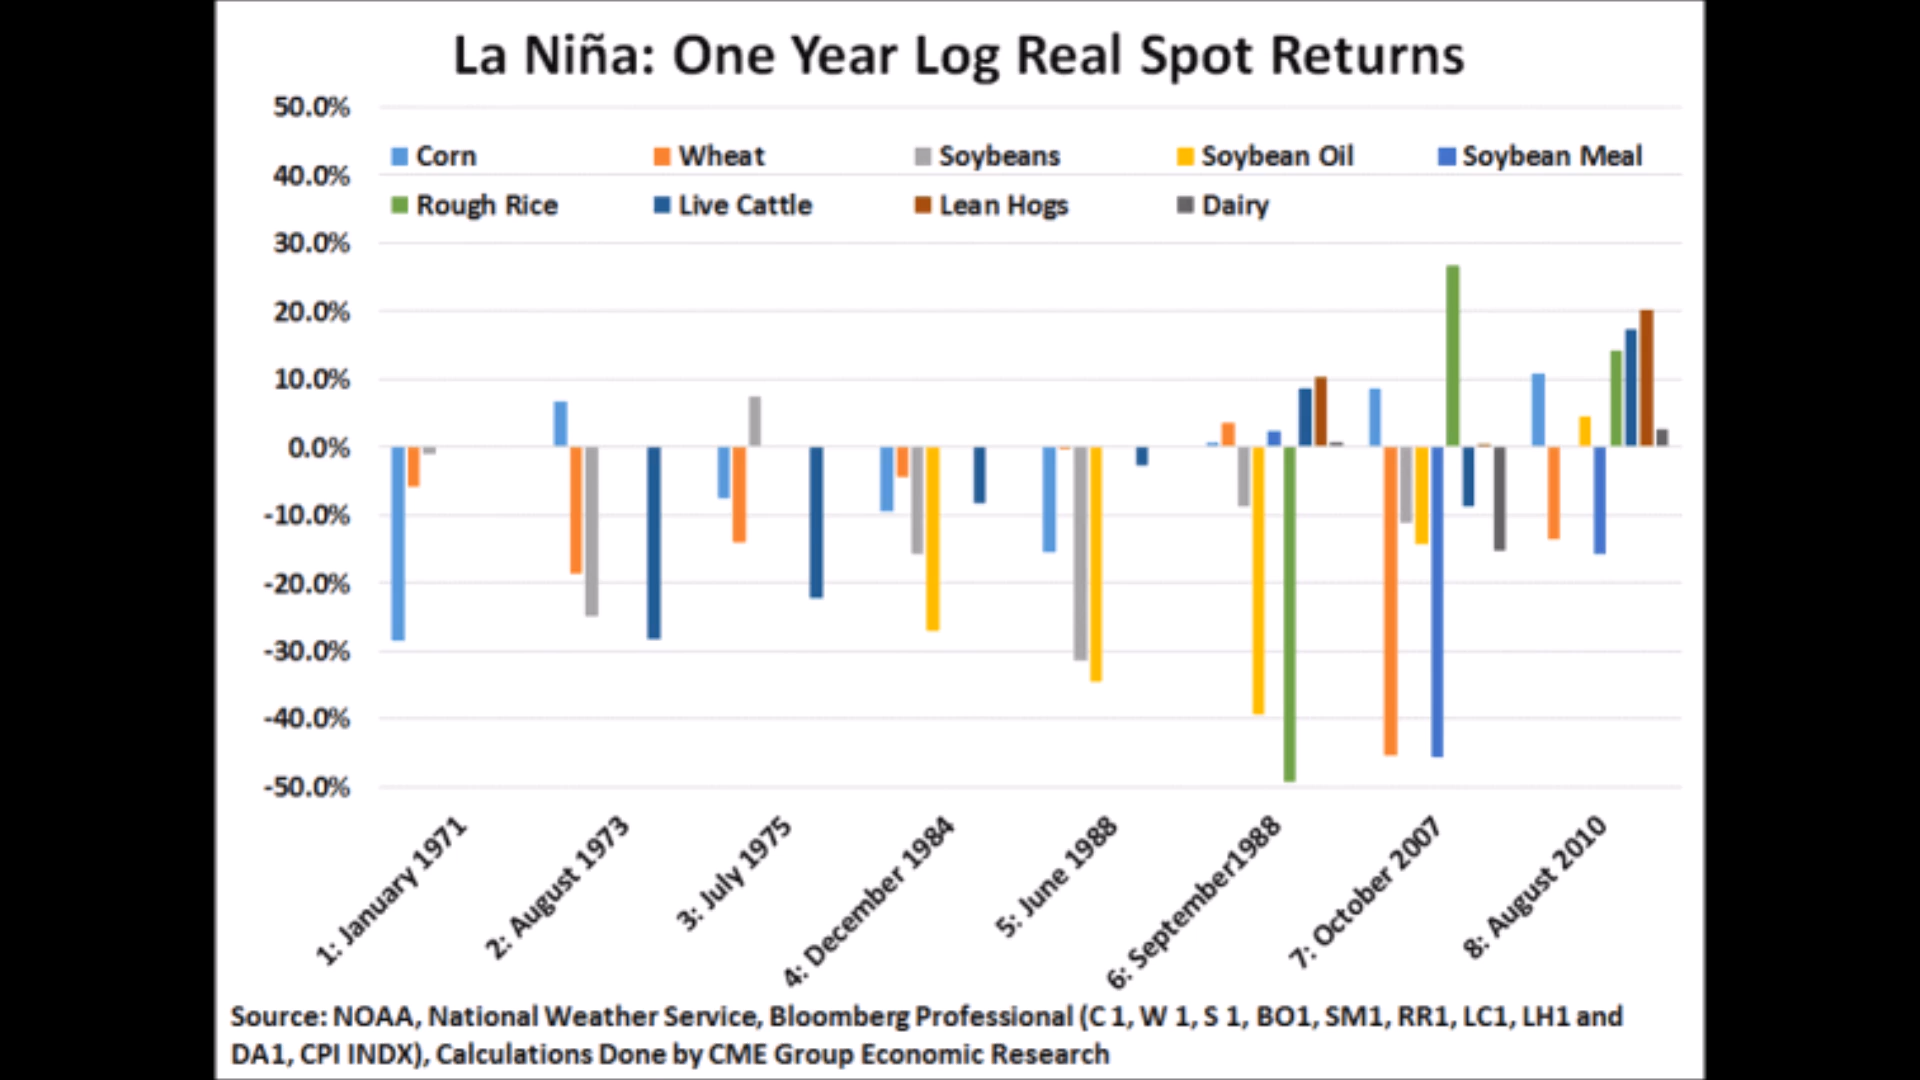 La Niña: One Year Log Real Spot Returns
50.0%
Corn Wheat Soybeans Soybean Oil Soybean Meal
40.0%
Rough Rice Live Cattle Lean Hogs Dairy
30.0%
20.0%
10.0%
0.0%
-10.0%
-20.0%
-30.0%
-40.0%
-50.0%
1: January 1971
2: August 1973
3: July 1975
4: December 1984
5: June 1988
6: September1988
7: October 2007
8: August 2010
Source: NOAA, National Weather Service, Bloomberg Professional (C 1, W 1, S 1, BO1, SM1, RR1, LC1, LH1 and
DA1, CPI INDX), Calculations Done by CME Group Economic Research